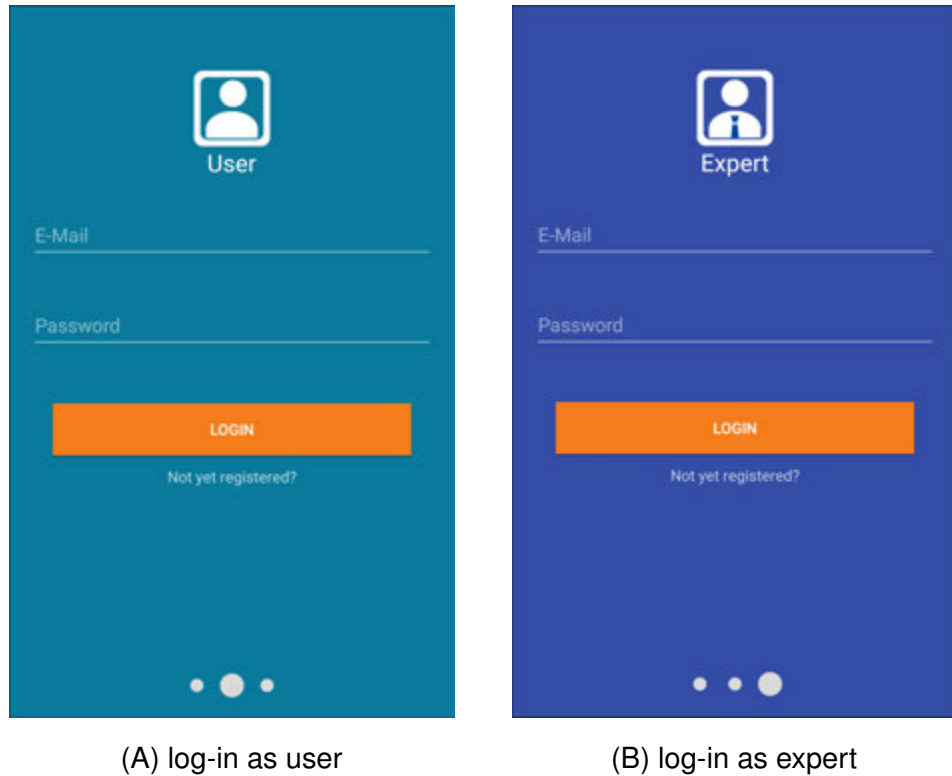 User
E-Mail
Password
LOGIN
Not yet registered?
(A) log-in as user
Expert
E-Mail
Password
LOGIN
Not yet registered?
(B) log-in as expert